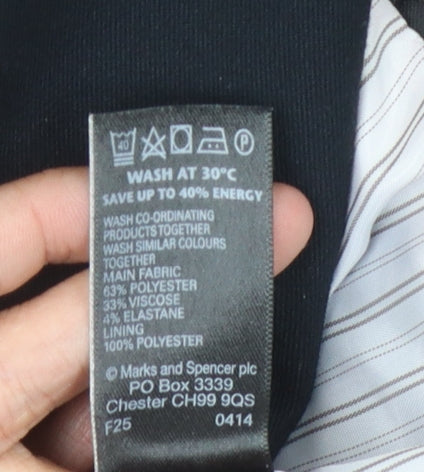 40 P
WASH AT 30°C
SAVE UP TO 40% ENERGY
WASH CO-ORDINATING
PRODUCTS TOGETHER
WASH SIMILAR COLOURS
TOGETHER
MAIN FABRIC
63% POLYESTER
33% VISCOSE
4% ELASTANE
LINING
100% POLYESTER
© Marks and Spencer plc
PO Box 3339
Chester CH99 9QS
F25 0414